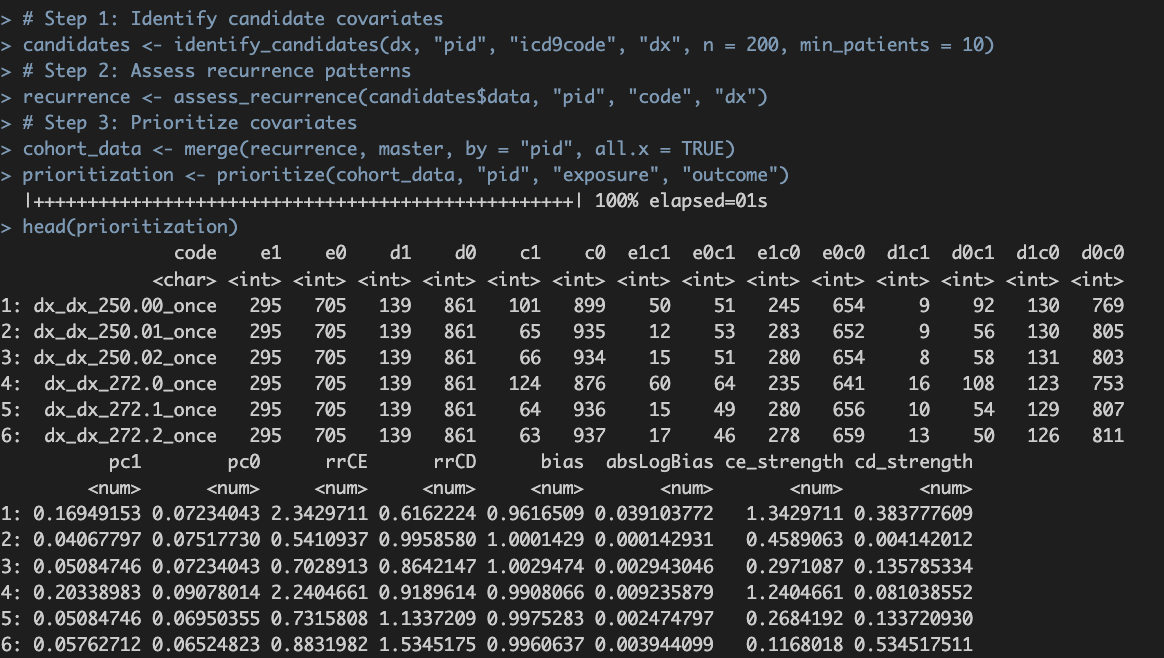 > # Step 1: Identify candidate covariates
> candidates <- identify_candidates(dx, "pid", "icd9code", "dx", n = 200, min_patients = 10)
> # Step 2: Assess recurrence patterns
> recurrence <- assess_recurrence(candidates$data, "pid", "code", "dx")
> # Step 3: Prioritize covariates
> cohort_data <- merge(recurrence, master, by = "pid", all.x = TRUE)
> prioritization <- prioritize(cohort_data, "pid", "exposure", "outcome")
  |++++++++++++++++++++++++++++++++++++++++++++++++++| 100% elapsed=01s
> head(prioritization)
                code    e1    e0    d1    d0    c1    c0  e1c1  e0c1  e1c0  e0c0  d1c1  d0c1  d1c0  d0c0
              <char> <int> <int> <int> <int> <int> <int> <int> <int> <int> <int> <int> <int> <int> <int>
1: dx_dx_250.00_once   295   705   139   861   101   899    50    51   245   654     9    92   130   769
2: dx_dx_250.01_once   295   705   139   861    65   935    12    53   283   652     9    56   130   805
3: dx_dx_250.02_once   295   705   139   861    66   934    15    51   280   654     8    58   131   803
4:  dx_dx_272.0_once   295   705   139   861   124   876    60    64   235   641    16   108   123   753
5:  dx_dx_272.1_once   295   705   139   861    64   936    15    49   280   656    10    54   129   807
6:  dx_dx_272.2_once   295   705   139   861    63   937    17    46   278   659    13    50   126   811
          pc1        pc0      rrCE      rrCD      bias  absLogBias ce_strength cd_strength
        <num>      <num>     <num>     <num>     <num>       <num>       <num>       <num>
1: 0.16949153 0.07234043 2.3429711 0.6162224 0.9616509 0.039103772   1.3429711 0.383777609
2: 0.04067797 0.07517730 0.5410937 0.9958580 1.0001429 0.000142931   0.4589063 0.004142012
3: 0.05084746 0.07234043 0.7028913 0.8642147 1.0029474 0.002943046   0.2971087 0.135785334
4: 0.20338983 0.09078014 2.2404661 0.9189614 0.9908066 0.009235879   1.2404661 0.081038552
5: 0.05084746 0.06950355 0.7315808 1.1337209 0.9975283 0.002474797   0.2684192 0.133720930
6: 0.05762712 0.06524823 0.8831982 1.5345175 0.9960637 0.003944099   0.1168018 0.534517511